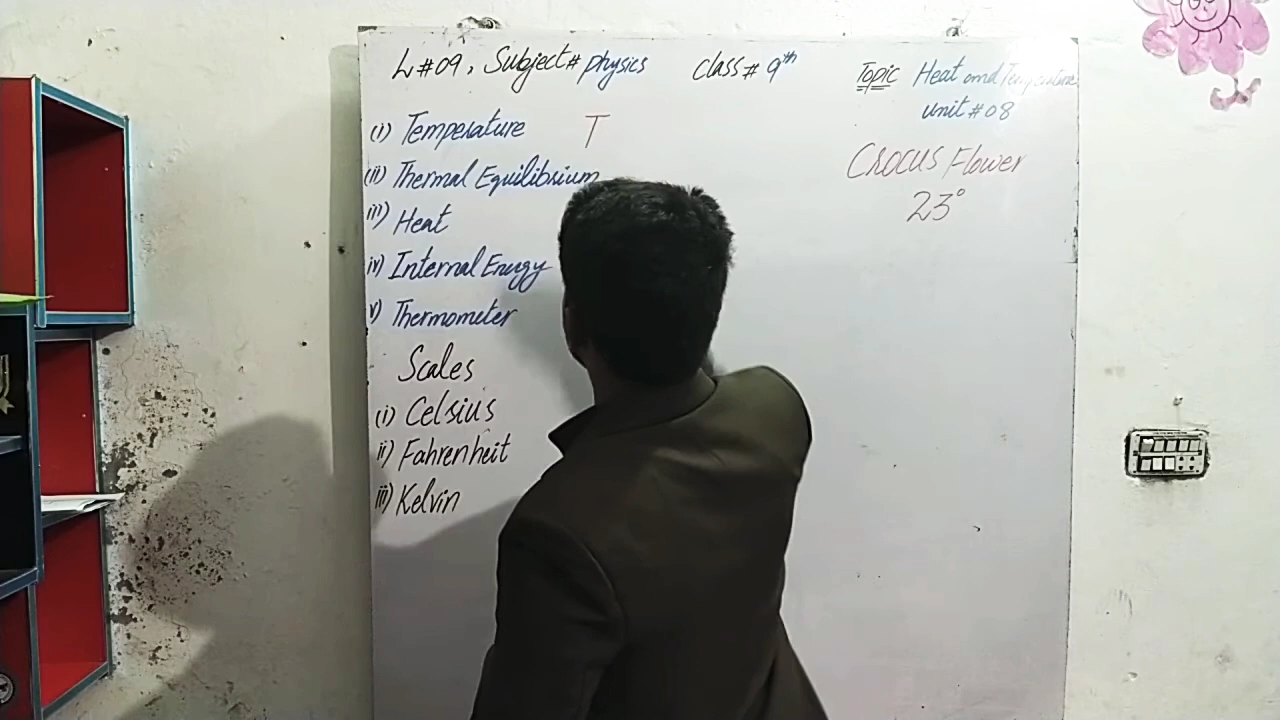 L#09, Subject# physics class# 9th
Topic Heat and Temperature
Unit #08
(i) Temperature T
(ii) Thermal Equilibrium
iii) Heat
iv) Internal Energy
v) Thermometer
Scales
(i) Celsius
ii) Fahrenheit
iii) Kelvin
Crocus Flower
23°